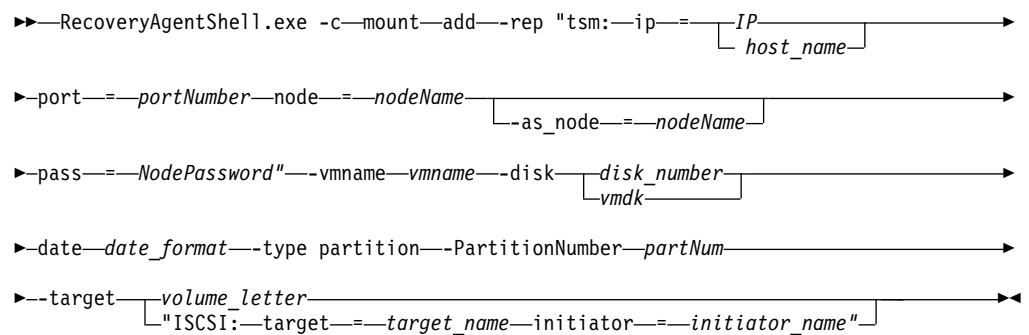 RecoveryAgentShell.exe -c mount add -rep "tsm: ip = IP
host_name
port = portNumber node = nodeName
-as_node = nodeName
pass = NodePassword" -vmname vmname -disk disk_number
vmdk
-date date_format -type partition -PartitionNumber partNum
-target volume_letter
"ISCSI: target = target_name initiator = initiator_name"